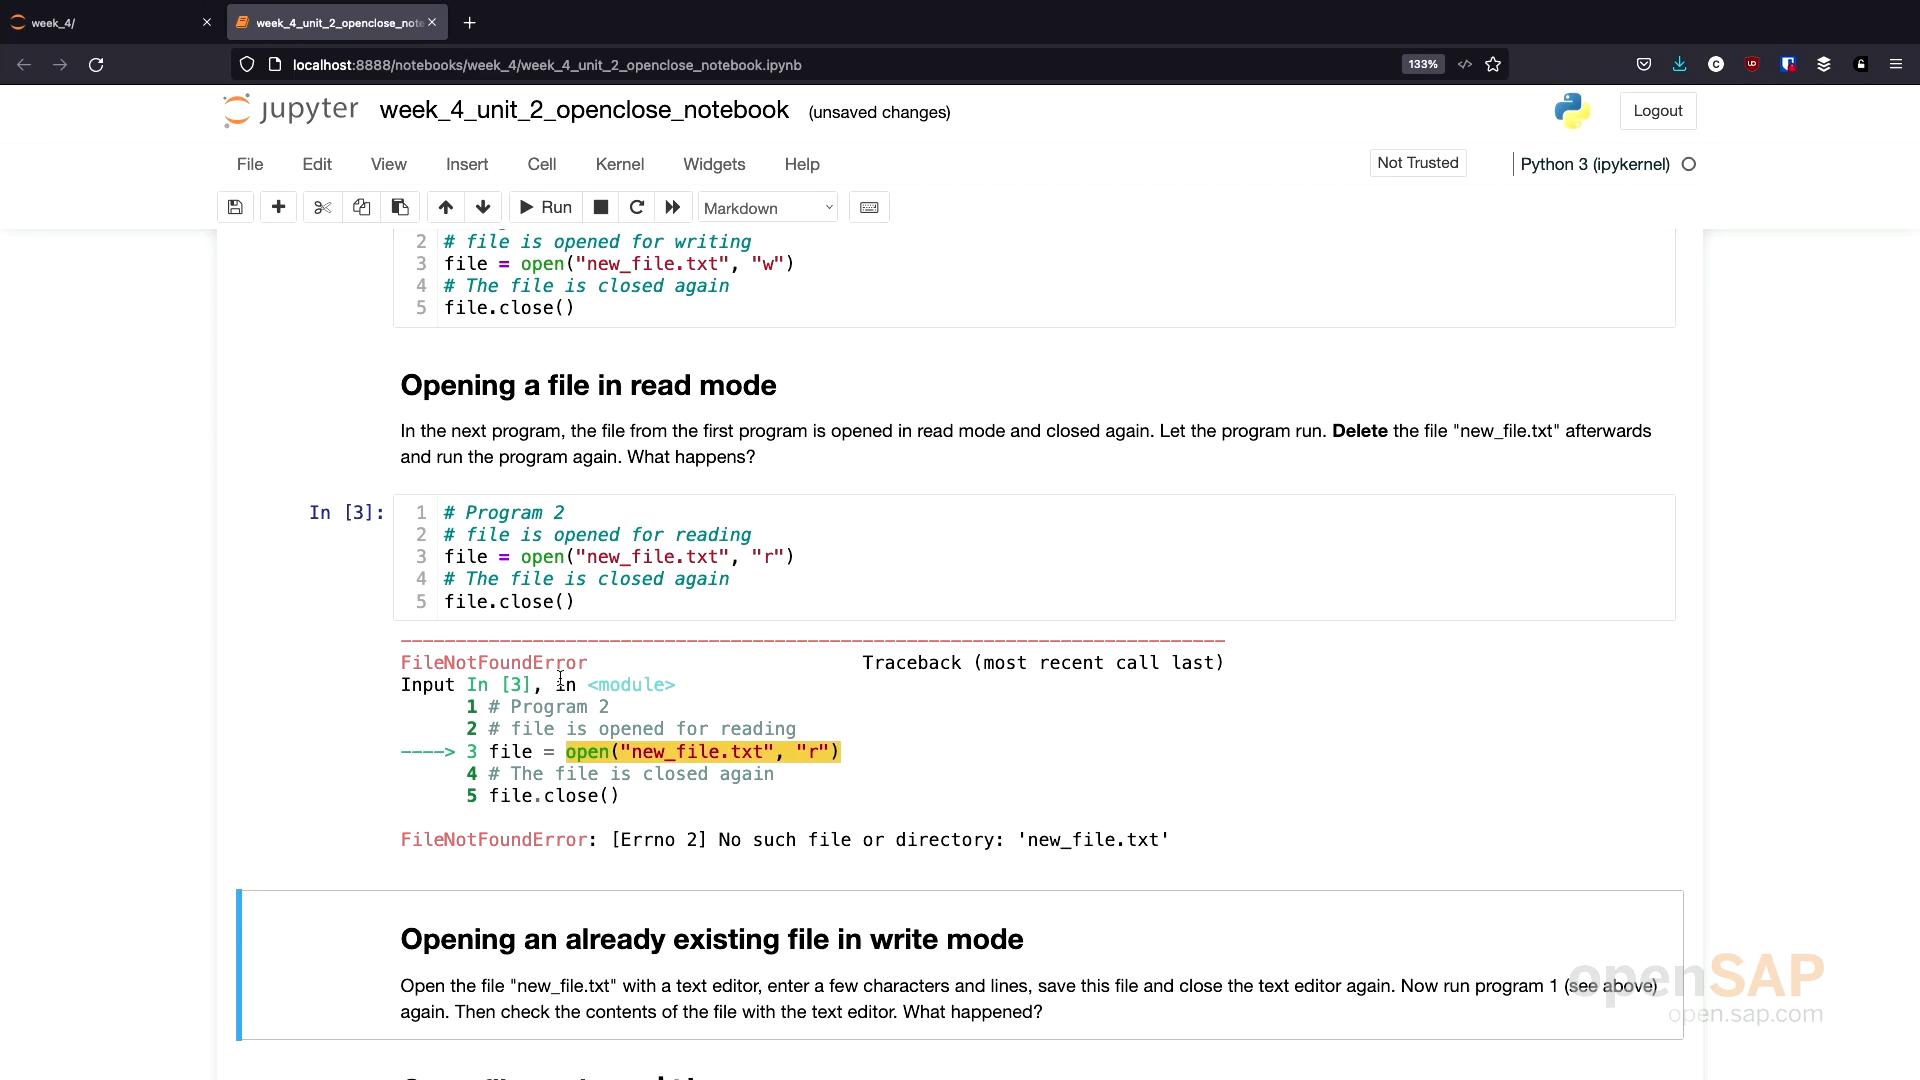 week_4/
week_4_unit_2_openclose_note
localhost:8888/notebooks/week_4/week_4_unit_2_openclose_notebook.ipynb
133%
jupyter week_4_unit_2_openclose_notebook (unsaved changes)
Logout
File Edit View Insert Cell Kernel Widgets Help
Not Trusted
Python 3 (ipykernel)
Run
Markdown
2 # file is opened for writing
3 file = open("new_file.txt", "w")
4 # The file is closed again
5 file.close()
Opening a file in read mode
In the next program, the file from the first program is opened in read mode and closed again. Let the program run. Delete the file "new_file.txt" afterwards
and run the program again. What happens?
In [3]:
1 # Program 2
2 # file is opened for reading
3 file = open("new_file.txt", "r")
4 # The file is closed again
5 file.close()
FileNotFoundError Traceback (most recent call last)
Input In [3], in <module>
1 # Program 2
2 # file is opened for reading
----> 3 file = open("new_file.txt", "r")
4 # The file is closed again
5 file.close()
FileNotFoundError: [Errno 2] No such file or directory: 'new_file.txt'
Opening an already existing file in write mode
Open the file "new_file.txt" with a text editor, enter a few characters and lines, save this file and close the text editor again. Now run program 1 (see above)
again. Then check the contents of the file with the text editor. What happened?
openSAP
open.sap.com